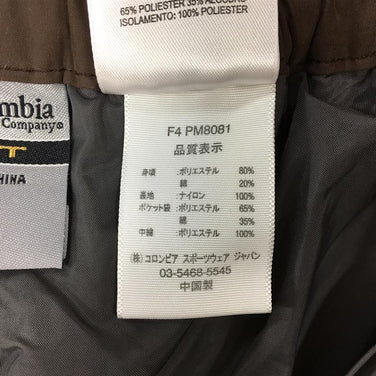 65% POLIESTER 35% ALGODÃO
ISOLAMENTO: 100% POLIESTER
mbia
Company®
T
HINA
F4 PM8081
品質表示
身頃 :ポリエステル 80%
綿 20%
裏地 :ナイロン 100%
ポケット袋 :ポリエステル 65%
綿 35%
中綿 :ポリエステル 100%
(株) コロンビア スポーツウェア ジャパン
03-5468-5545
中国製